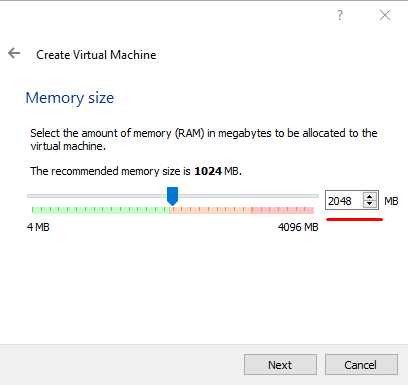 ?
Create Virtual Machine
Memory size
Select the amount of memory (RAM) in megabytes to be allocated to the
virtual machine.
The recommended memory size is 1024 MB.
2048 MB
4 MB 4096 MB
Next Cancel